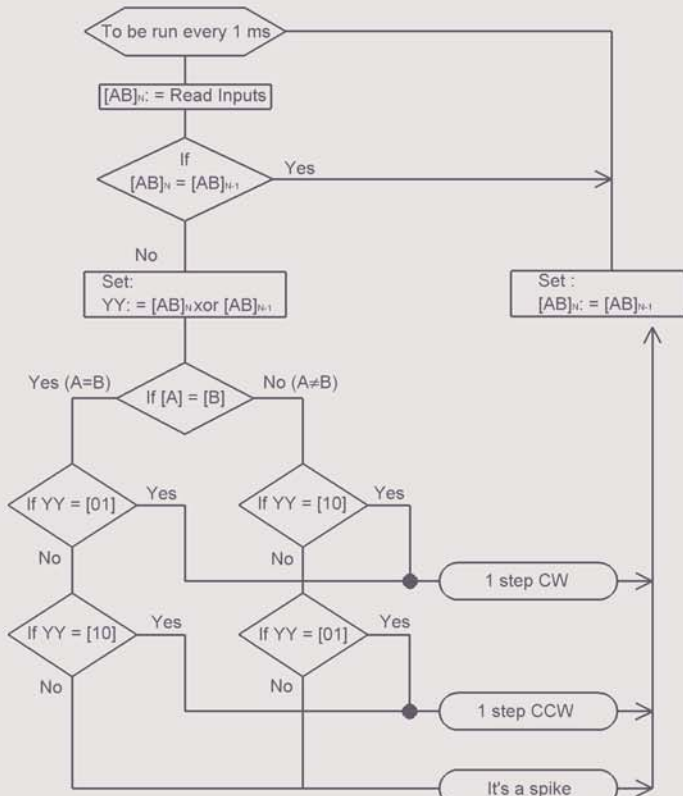 To be run every 1 ms
[AB]N: = Read Inputs
If
[AB]N = [AB]N-1
Yes
No
Set:
YY: = [AB]N xor [AB]N-1
Set :
[AB]N: = [AB]N-1
Yes (A=B)
If [A] = [B]
No (A≠B)
If YY = [01]
Yes
If YY = [10]
Yes
No
No
1 step CW
If YY = [10]
Yes
If YY = [01]
Yes
No
No
1 step CCW
It's a spike